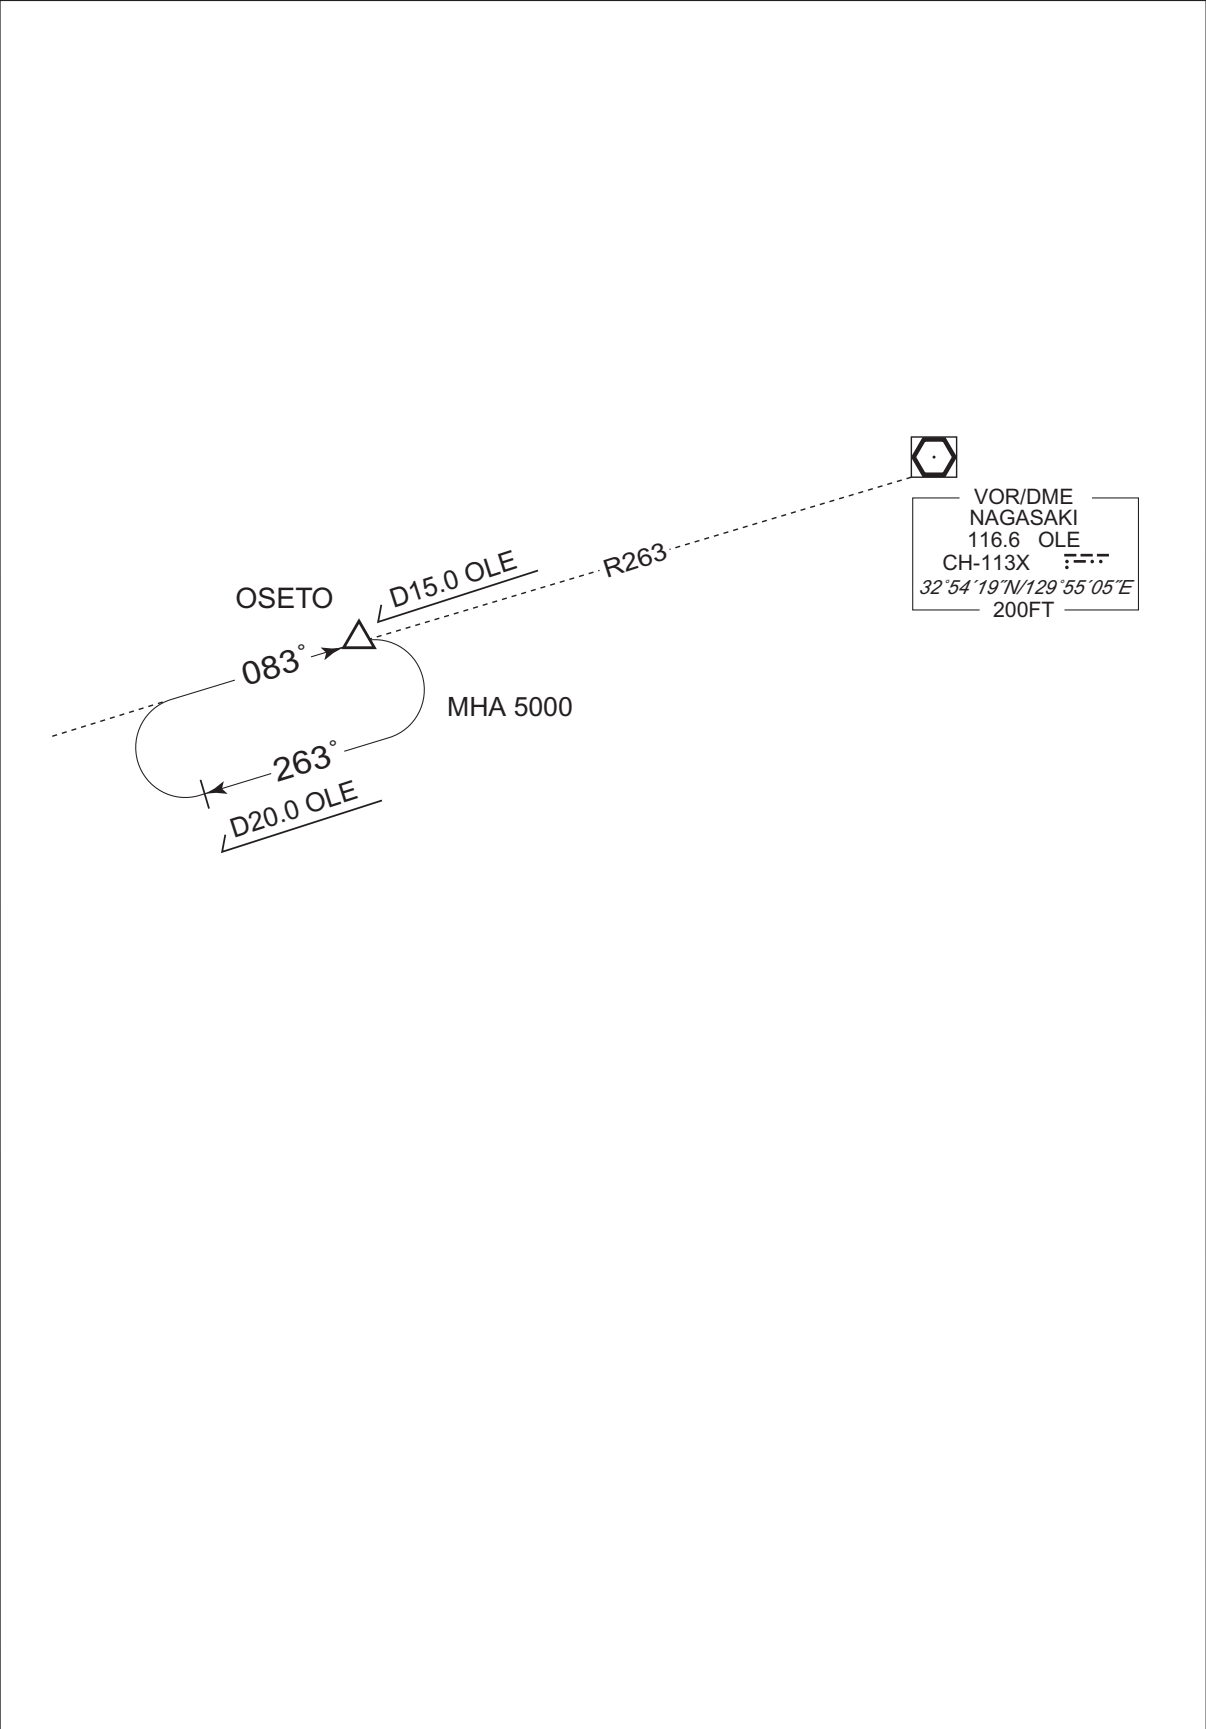 VOR/DME
NAGASAKI
116.6 OLE
CH-113X
32°54´19˝N/129°55´05˝E
200FT
R263
D15.0 OLE
OSETO
083°
MHA 5000
263°
D20.0 OLE